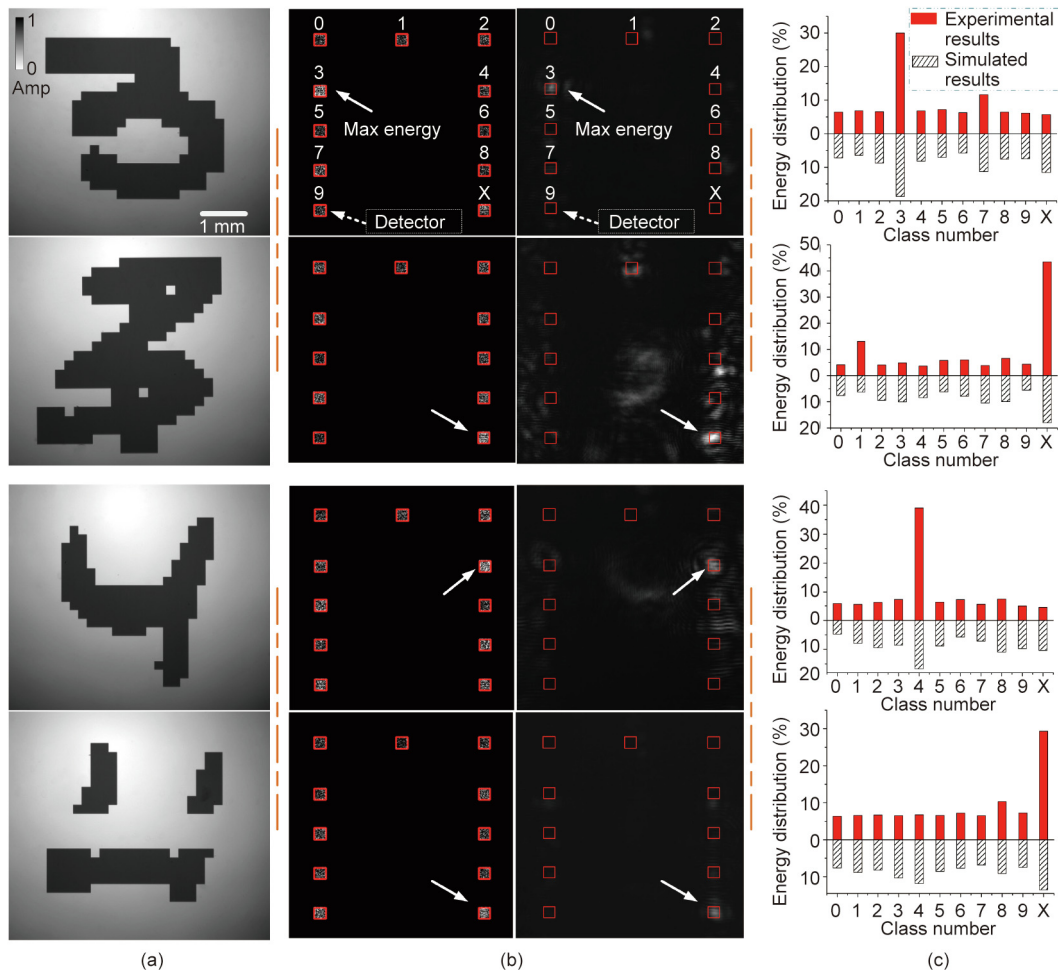 1
0
Amp
1 mm
0 1 2
3 4
Max energy
5 6
7 8
9 X
Detector
0 1 2
3 4
Max energy
5 6
7 8
9 X
Detector
Experimental results
Simulated results
Energy distribution (%)
30
20
10
0
10
20
0 1 2 3 4 5 6 7 8 9 X
Class number
Energy distribution (%)
50
40
30
20
10
0
10
20
0 1 2 3 4 5 6 7 8 9 X
Class number
Energy distribution (%)
40
30
20
10
0
10
20
0 1 2 3 4 5 6 7 8 9 X
Class number
Energy distribution (%)
30
20
10
0
10
0 1 2 3 4 5 6 7 8 9 X
Class number
(a) (b) (c)